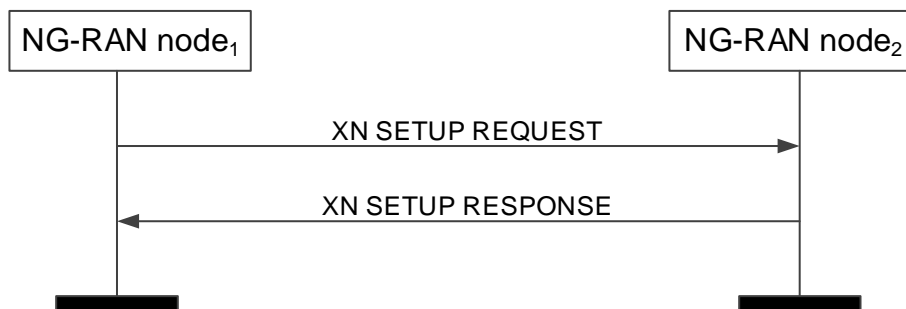 NG-RAN node₁
NG-RAN node₂
XN SETUP REQUEST
XN SETUP RESPONSE